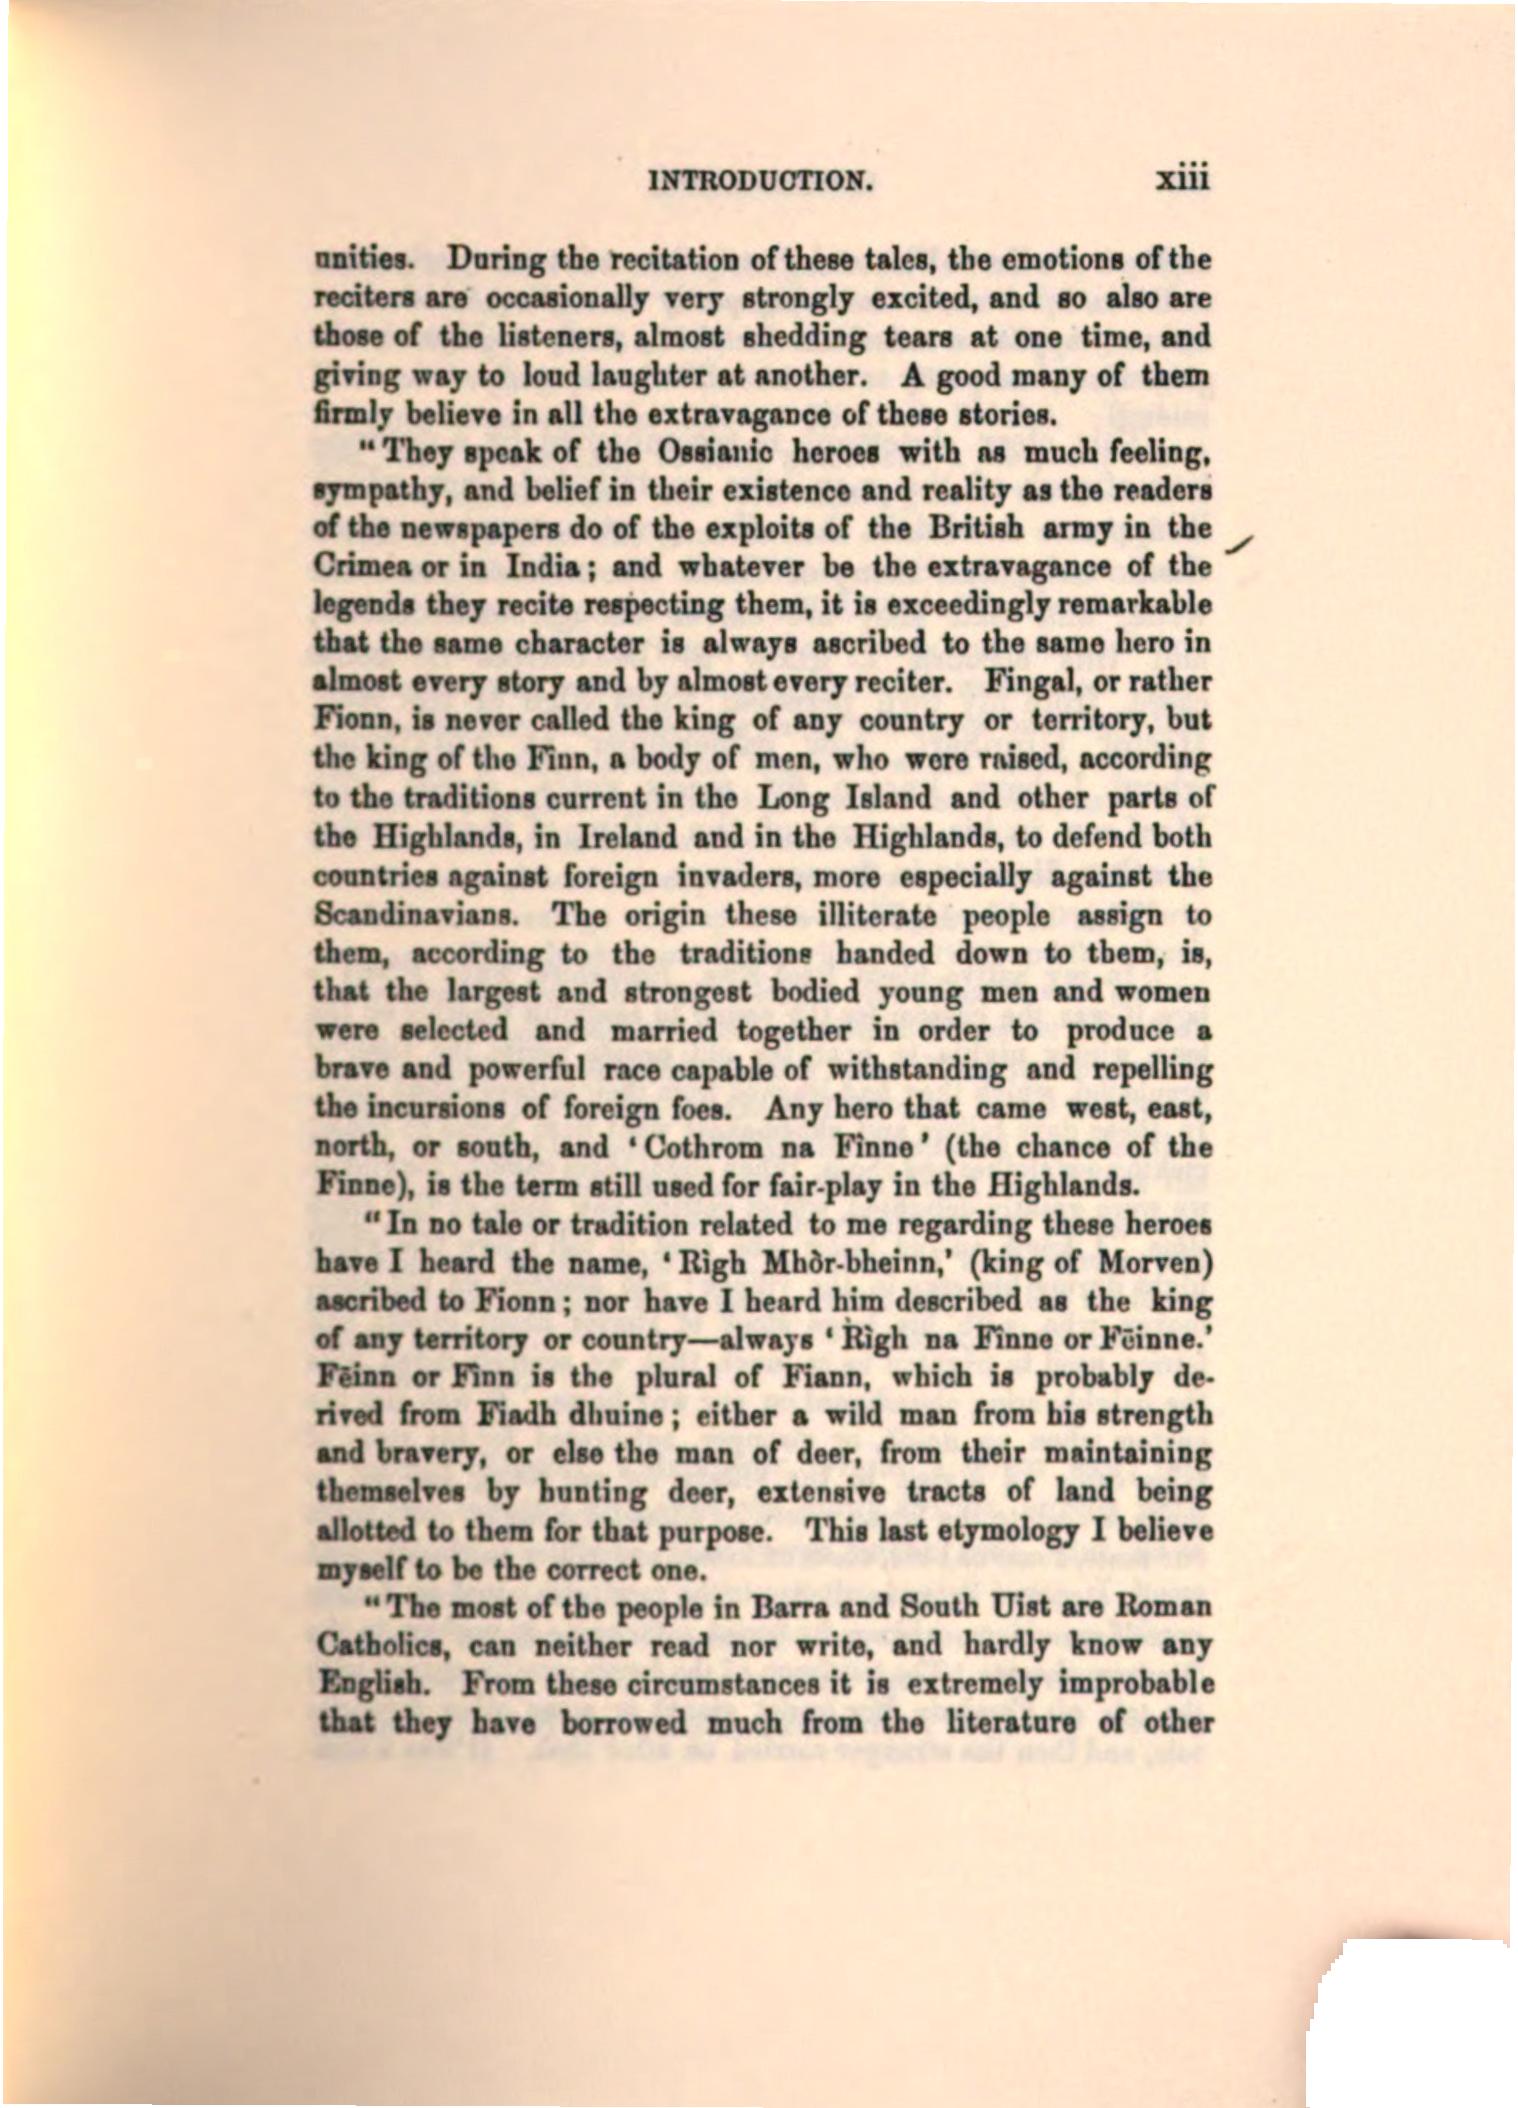 INTRODUCTION. xiii
unities. During the recitation of these tales, the emotions of the
reciters are occasionally very strongly excited, and so also are
those of the listeners, almost shedding tears at one time, and
giving way to loud laughter at another. A good many of them
firmly believe in all the extravagance of these stories.
“They speak of the Ossianic heroes with as much feeling,
sympathy, and belief in their existence and reality as the readers
of the newspapers do of the exploits of the British army in the
Crimea or in India; and whatever be the extravagance of the
legends they recite respecting them, it is exceedingly remarkable
that the same character is always ascribed to the same hero in
almost every story and by almost every reciter. Fingal, or rather
Fionn, is never called the king of any country or territory, but
the king of the Finn, a body of men, who were raised, according
to the traditions current in the Long Island and other parts of
the Highlands, in Ireland and in the Highlands, to defend both
countries against foreign invaders, more especially against the
Scandinavians. The origin these illiterate people assign to
them, according to the traditions handed down to them, is,
that the largest and strongest bodied young men and women
were selected and married together in order to produce a
brave and powerful race capable of withstanding and repelling
the incursions of foreign foes. Any hero that came west, east,
north, or south, and ‘Cothrom na Finne’ (the chance of the
Finne), is the term still used for fair-play in the Highlands.
“In no tale or tradition related to me regarding these heroes
have I heard the name, ‘Righ Mhòr-bheinn,’ (king of Morven)
ascribed to Fionn; nor have I heard him described as the king
of any territory or country—always ‘Righ na Finne or Fēinne.’
Fēinn or Finn is the plural of Fiann, which is probably de-
rived from Fiadh dhuine; either a wild man from his strength
and bravery, or else the man of deer, from their maintaining
themselves by hunting deer, extensive tracts of land being
allotted to them for that purpose. This last etymology I believe
myself to be the correct one.
“The most of the people in Barra and South Uist are Roman
Catholics, can neither read nor write, and hardly know any
English. From these circumstances it is extremely improbable
that they have borrowed much from the literature of other